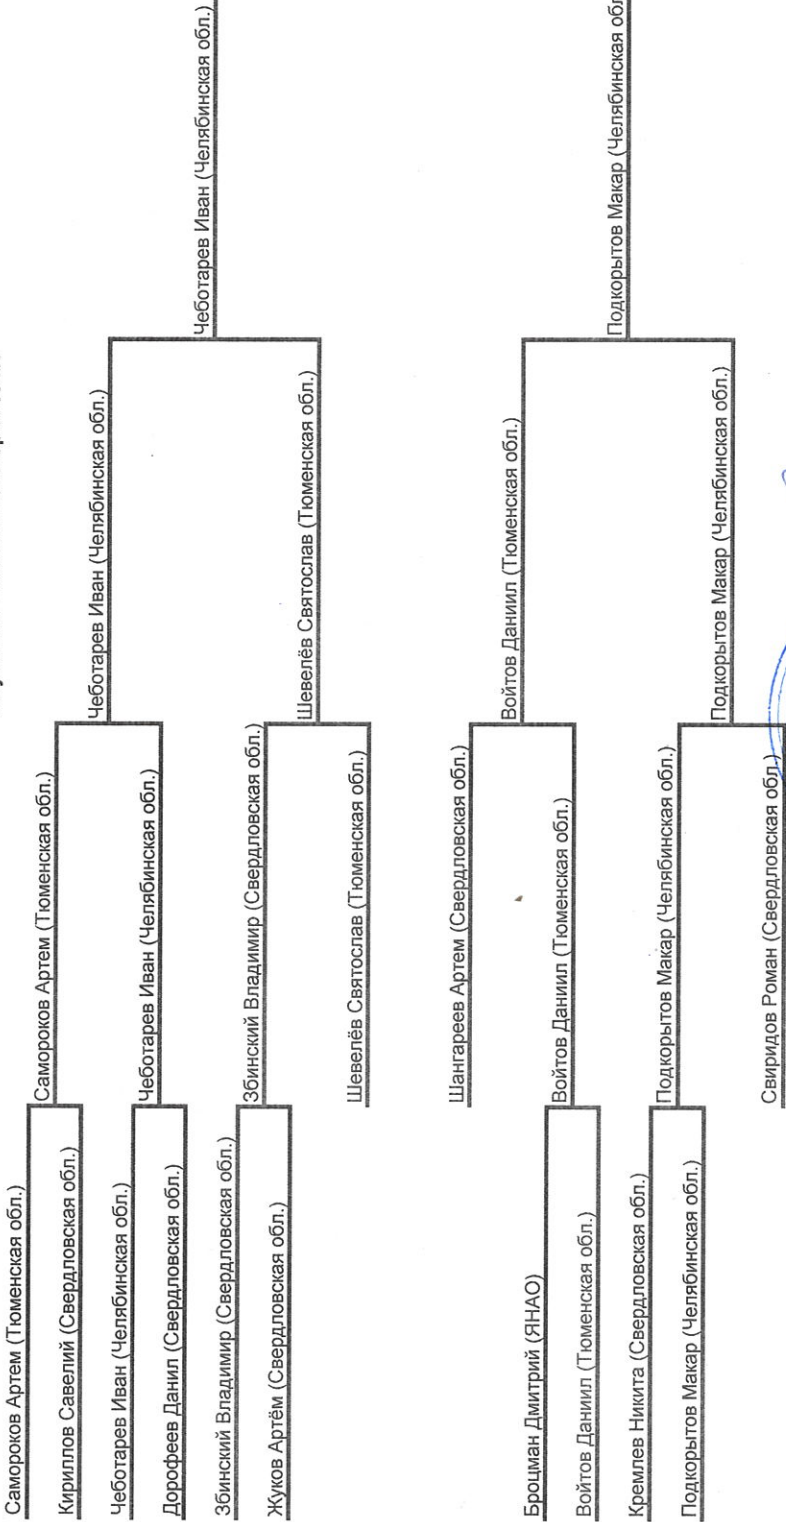 Самороков Артем (Тюменская обл.)
Кириллов Савелий (Свердловская обл.)
Чеботарев Иван (Челябинская обл.)
Дорофеев Данил (Свердловская обл.)
Збинский Владимир (Свердловская обл.)
Жуков Артём (Свердловская обл.)
Броцман Дмитрий (ЯНАО)
Войтов Даниил (Тюменская обл.)
Кремлев Никита (Свердловская обл.)
Подкорытов Макар (Челябинская обл.)
Самороков Артем (Тюменская обл.)
Чеботарев Иван (Челябинская обл.)
Збинский Владимир (Свердловская обл.)
Шевелёв Святослав (Тюменская обл.)
Шангареев Артем (Свердловская обл.)
Войтов Даниил (Тюменская обл.)
Подкорытов Макар (Челябинская обл.)
Свиридов Роман (Свердловская обл.)
Чеботарев Иван (Челябинская обл.)
Шевелёв Святослав (Тюменская обл.)
Войтов Даниил (Тюменская обл.)
Подкорытов Макар (Челябинская обл.)
Чеботарев Иван (Челябинская обл.)
Подкорытов Макар (Челябинская обл